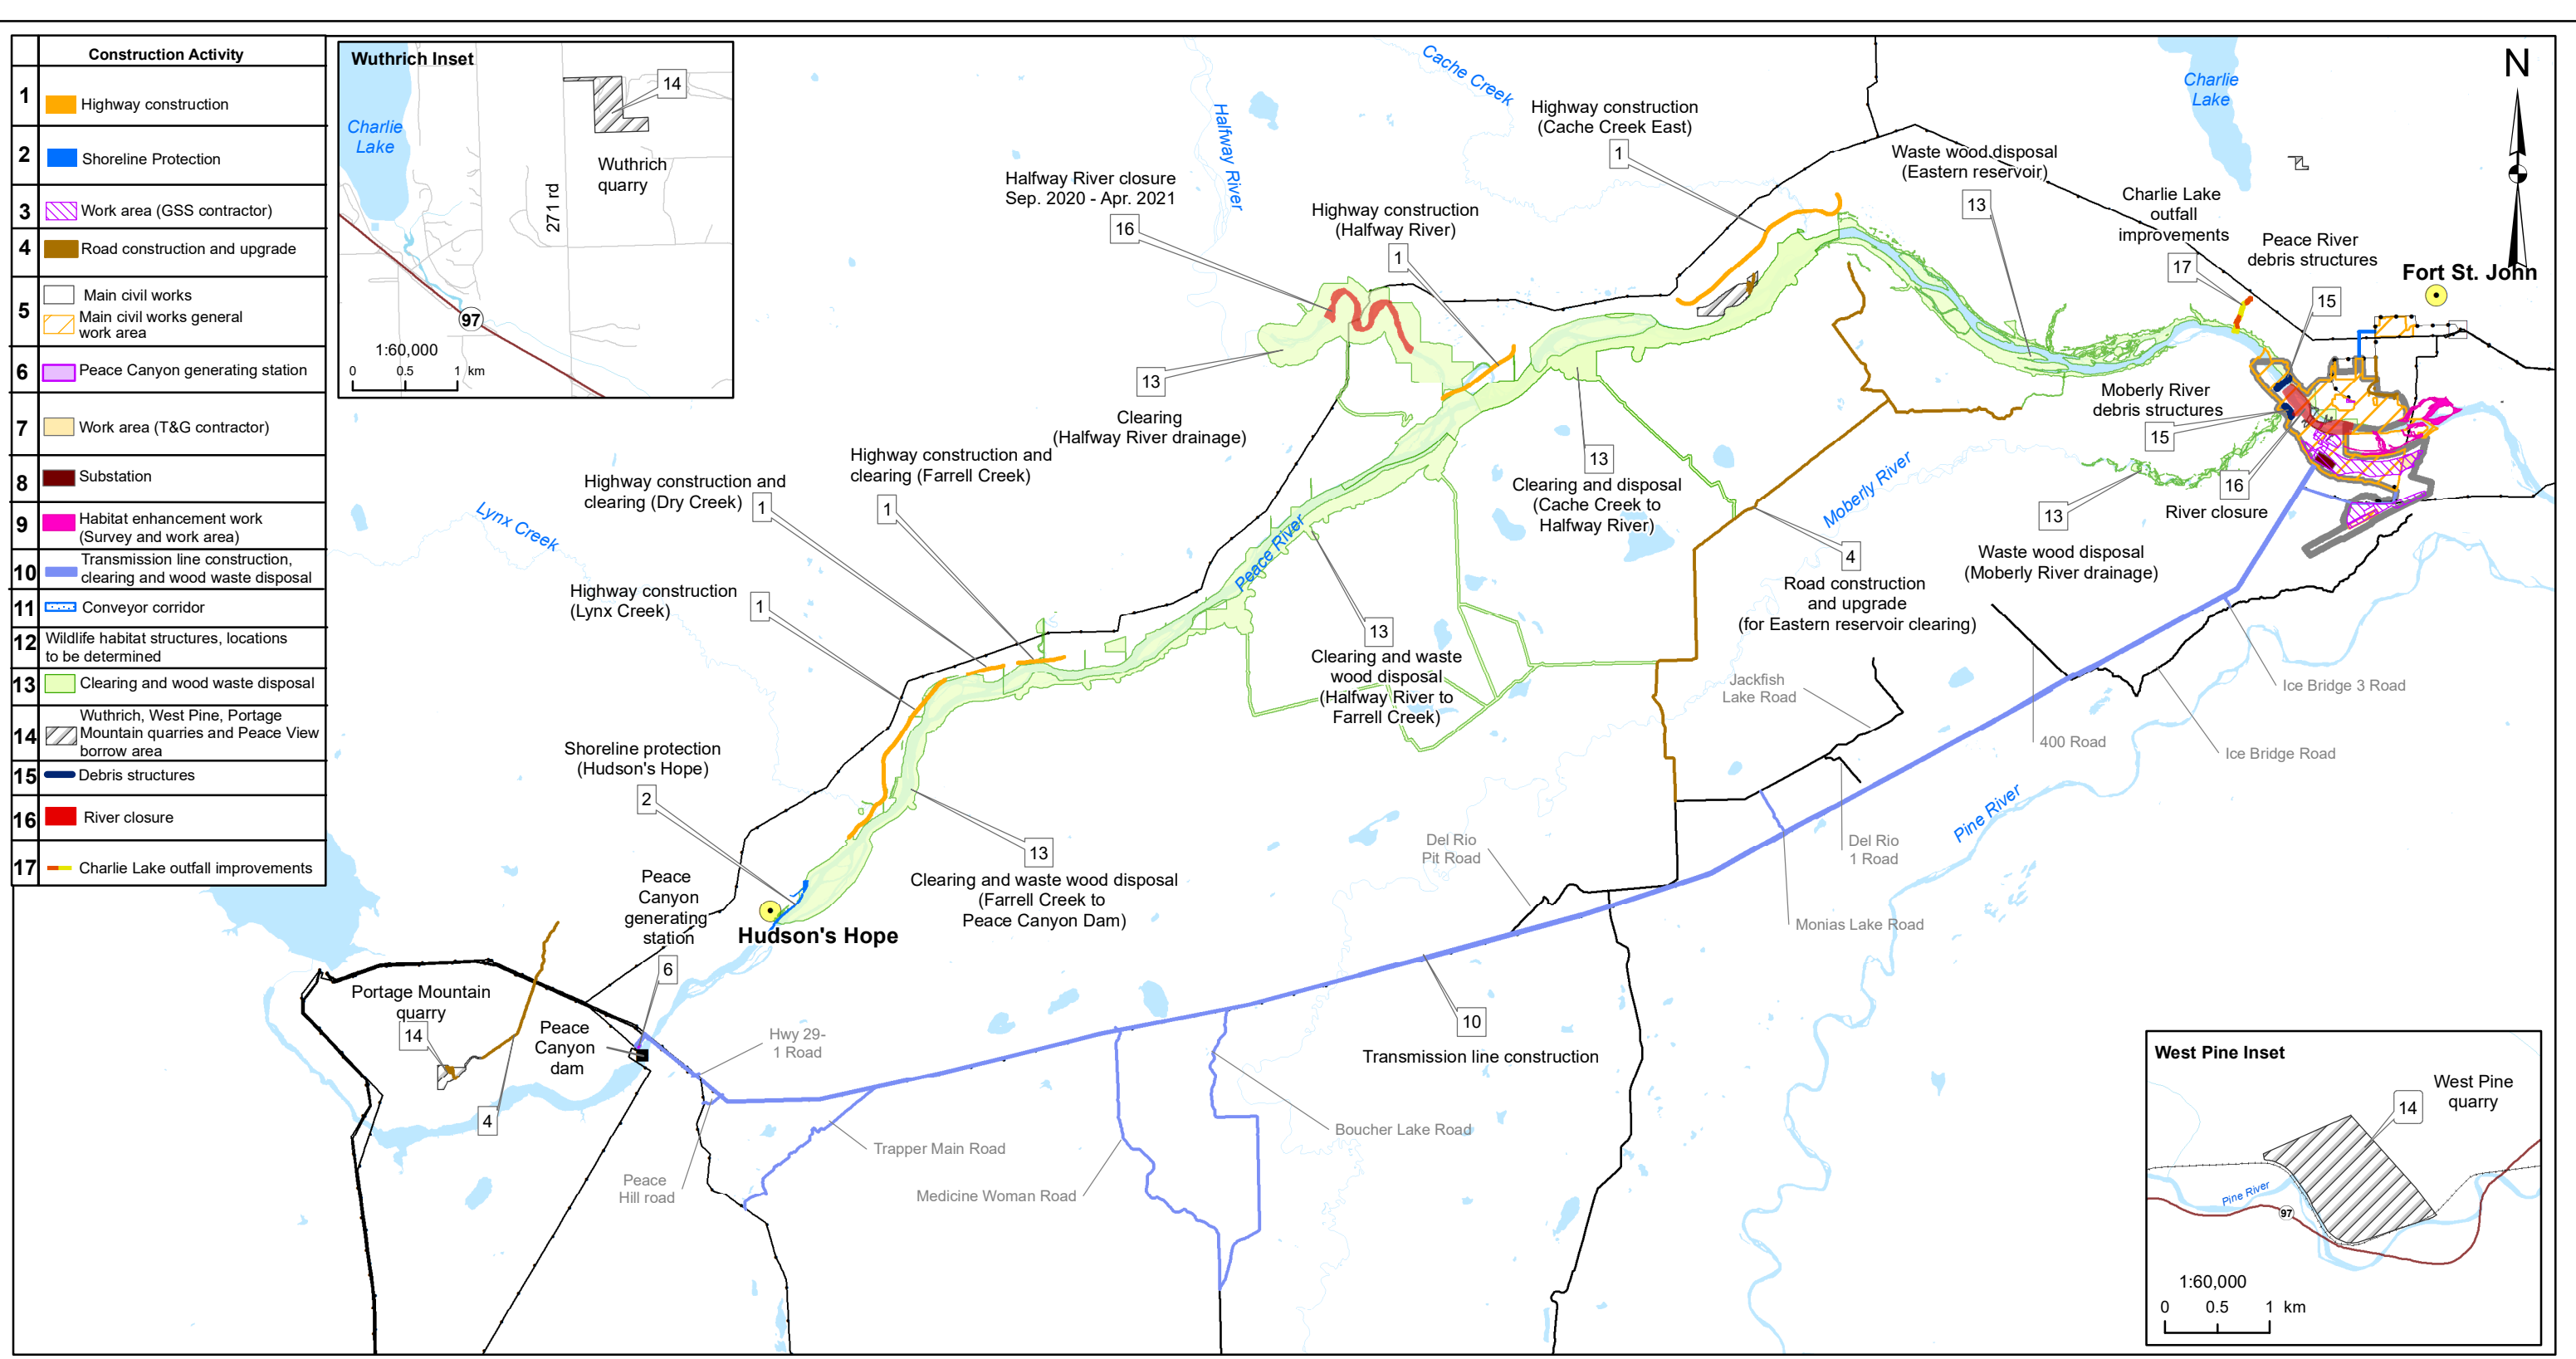 Construction Activity
1 Highway construction
2 Shoreline Protection
3 Work area (GSS contractor)
4 Road construction and upgrade
5 Main civil works
Main civil works general
work area
6 Peace Canyon generating station
7 Work area (T&G contractor)
8 Substation
9 Habitat enhancement work
(Survey and work area)
10 Transmission line construction,
clearing and wood waste disposal
11 Conveyor corridor
12 Wildlife habitat structures, locations
to be determined
13 Clearing and wood waste disposal
14 Wuthrich, West Pine, Portage
Mountain quarries and Peace View
borrow area
15 Debris structures
16 River closure
17 Charlie Lake outfall improvements
Wuthrich Inset
14
Charlie
Lake
Wuthrich
quarry
271 rd
97
1:60,000
0 0.5 1 km
N
Cache Creek
Halfway River
Charlie
Lake
Highway construction
(Cache Creek East)
1
Waste wood disposal
(Eastern reservoir)
13
Halfway River closure
Sep. 2020 - Apr. 2021
16
Highway construction
(Halfway River)
1
Charlie Lake
outfall
improvements
17
Peace River
debris structures
15
Fort St. John
13
Clearing
(Halfway River drainage)
Moberly River
debris structures
15
16
River closure
13
Waste wood disposal
(Moberly River drainage)
Highway construction and
clearing (Farrell Creek)
1
Highway construction and
clearing (Dry Creek)
1
13
Clearing and disposal
(Cache Creek to
Halfway River)
Moberly River
Lynx Creek
Peace River
4
Road construction
and upgrade
(for Eastern reservoir clearing)
Highway construction
(Lynx Creek)
1
13
Clearing and waste
wood disposal
(Halfway River to
Farrell Creek)
Jackfish
Lake Road
Ice Bridge 3 Road
400 Road
Ice Bridge Road
Shoreline protection
(Hudson's Hope)
2
Pine River
13
Clearing and waste wood disposal
(Farrell Creek to
Peace Canyon Dam)
Del Rio
Pit Road
Del Rio
1 Road
Monias Lake Road
Peace
Canyon
generating
station
6
Hudson's Hope
Portage Mountain
quarry
14
Peace
Canyon
dam
4
Hwy 29-
1 Road
10
Transmission line construction
Trapper Main Road
Boucher Lake Road
Medicine Woman Road
Peace
Hill road
West Pine Inset
West Pine
quarry
14
Pine River
97
1:60,000
0 0.5 1 km